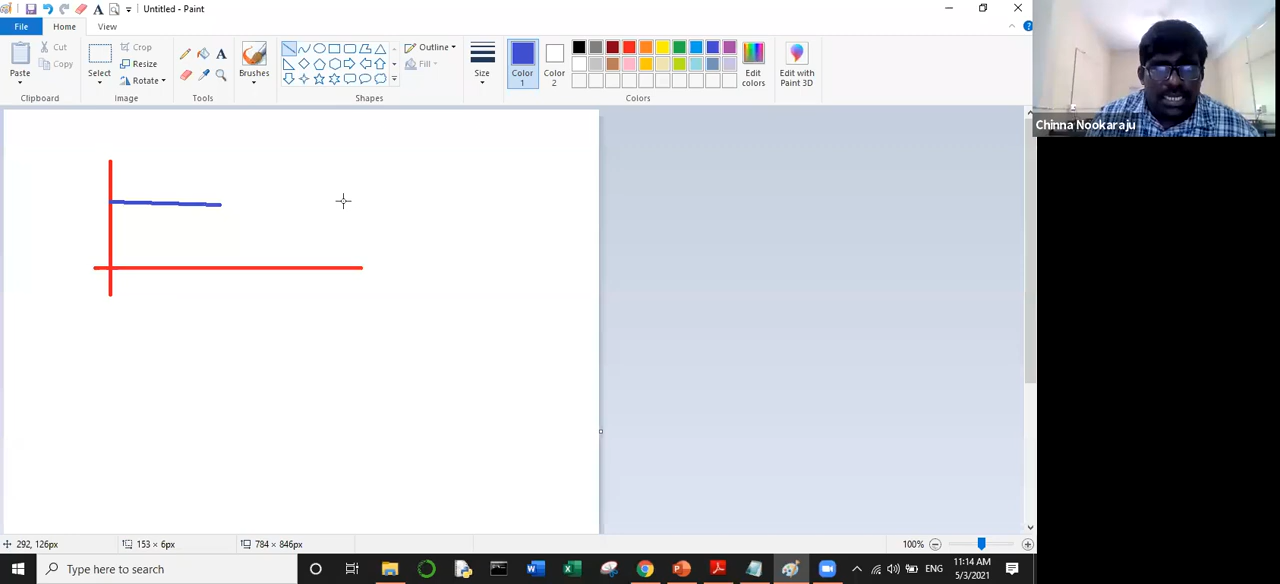 Untitled - Paint
File
Home
View
Paste
Cut
Copy
Clipboard
Select
Crop
Resize
Rotate
Image
Tools
Brushes
Shapes
Outline
Fill
Size
Color 1
Color 2
Edit colors
Colors
Edit with Paint 3D
Chinna Nookaraju
292, 126px
153 × 6px
784 × 846px
100%
Type here to search
ENG
11:14 AM
5/3/2021